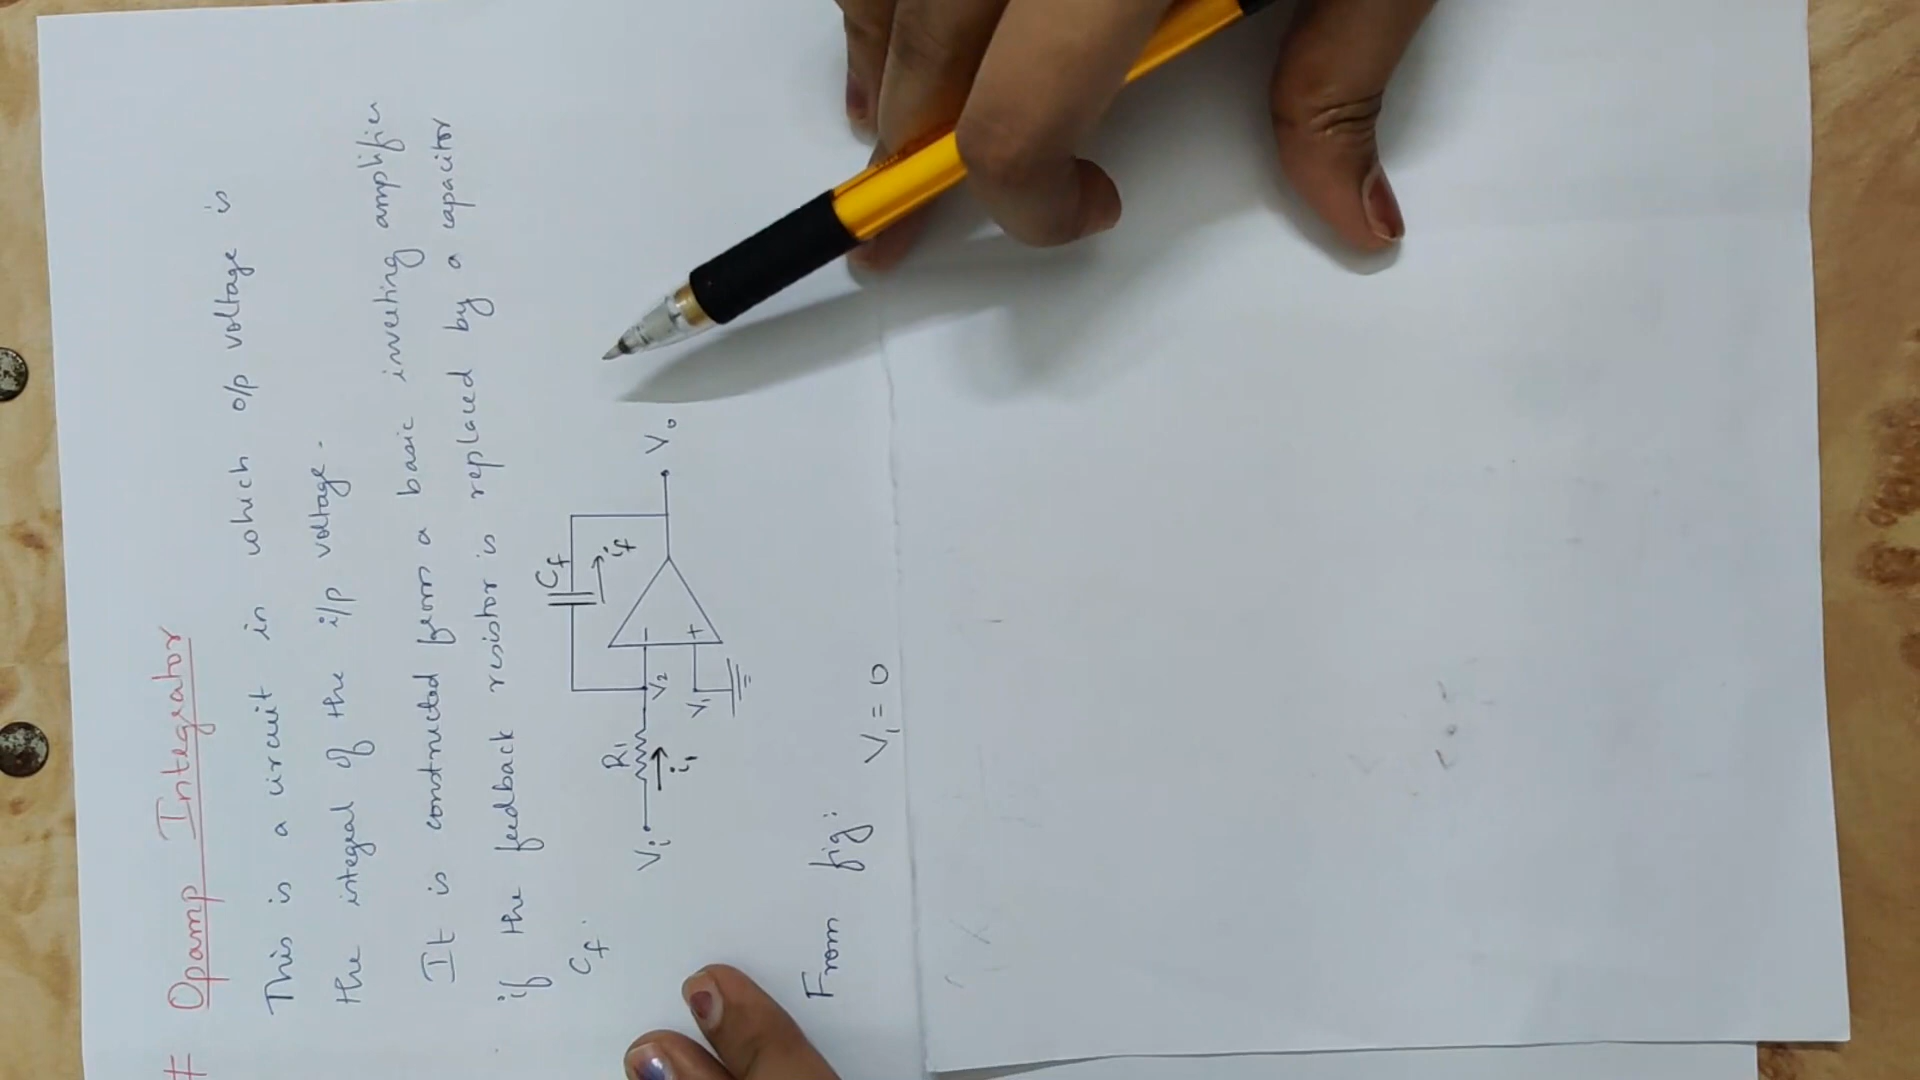 # Opamp Integrator
This is a circuit in which o/p voltage is
the integral of the i/p voltage.
It is constructed from a basic inverting amplifier
if the feedback resistor is replaced by a capacitor
Cf.
Cf
if
R1
Vi
i1
V2
−
+
V1
Vo
From fig:
V1 = 0